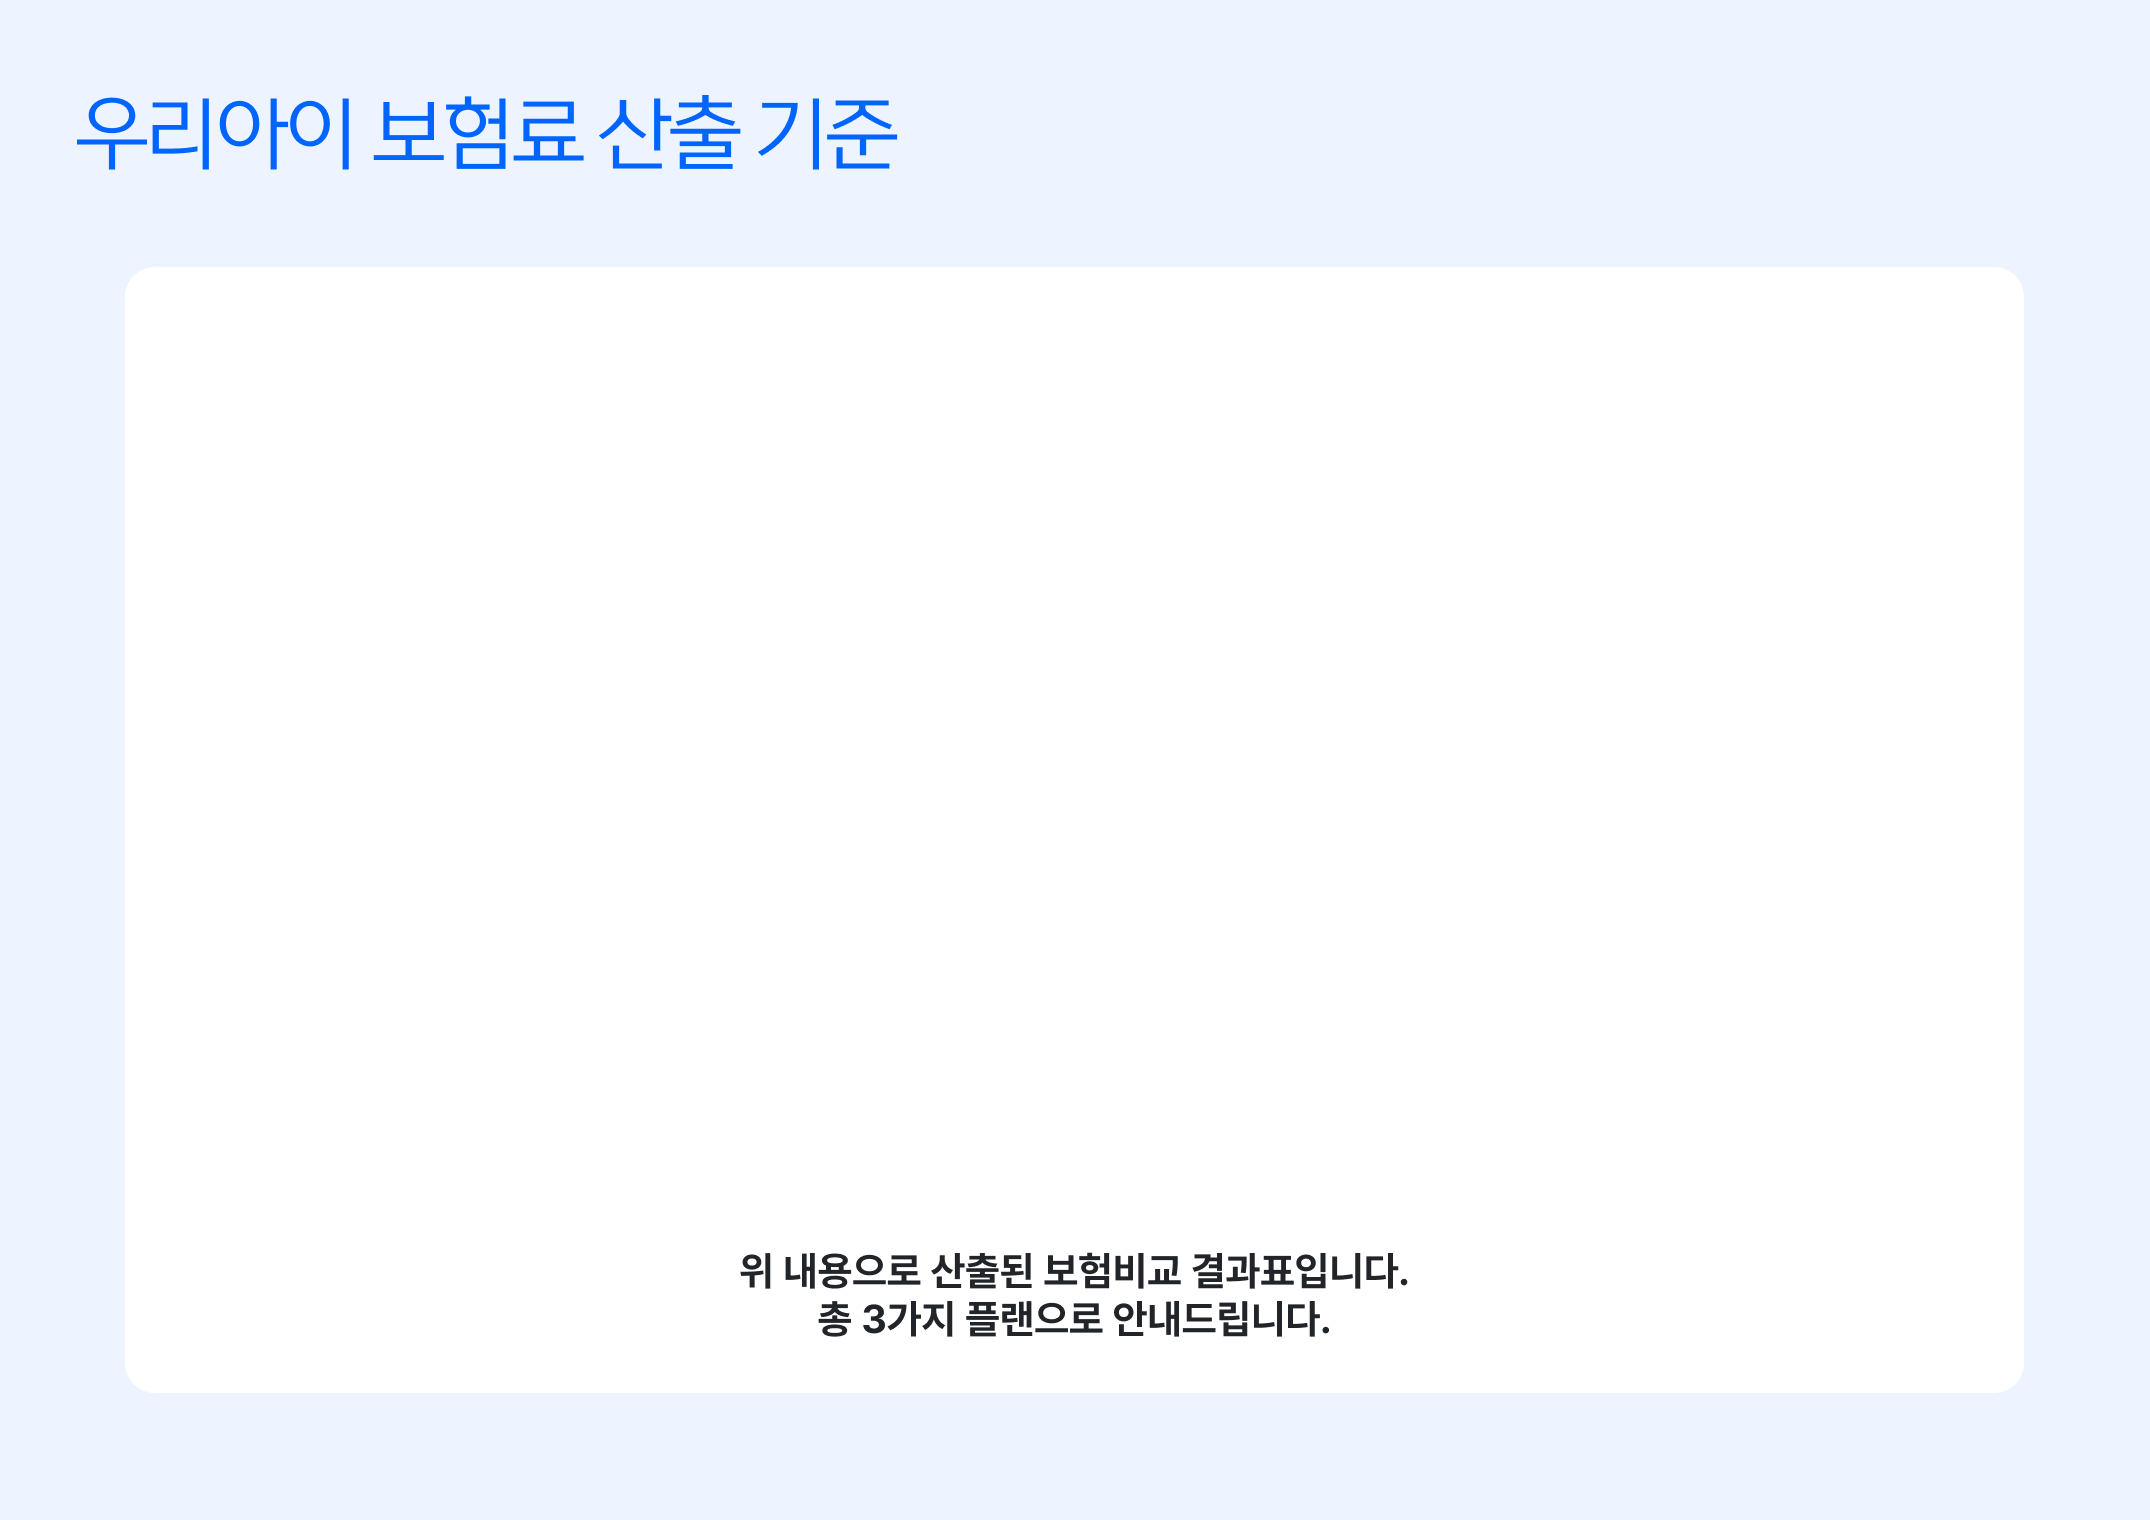 우리아이 보험료 산출 기준
위 내용으로 산출된 보험비교 결과표입니다.
총 3가지 플랜으로 안내드립니다.